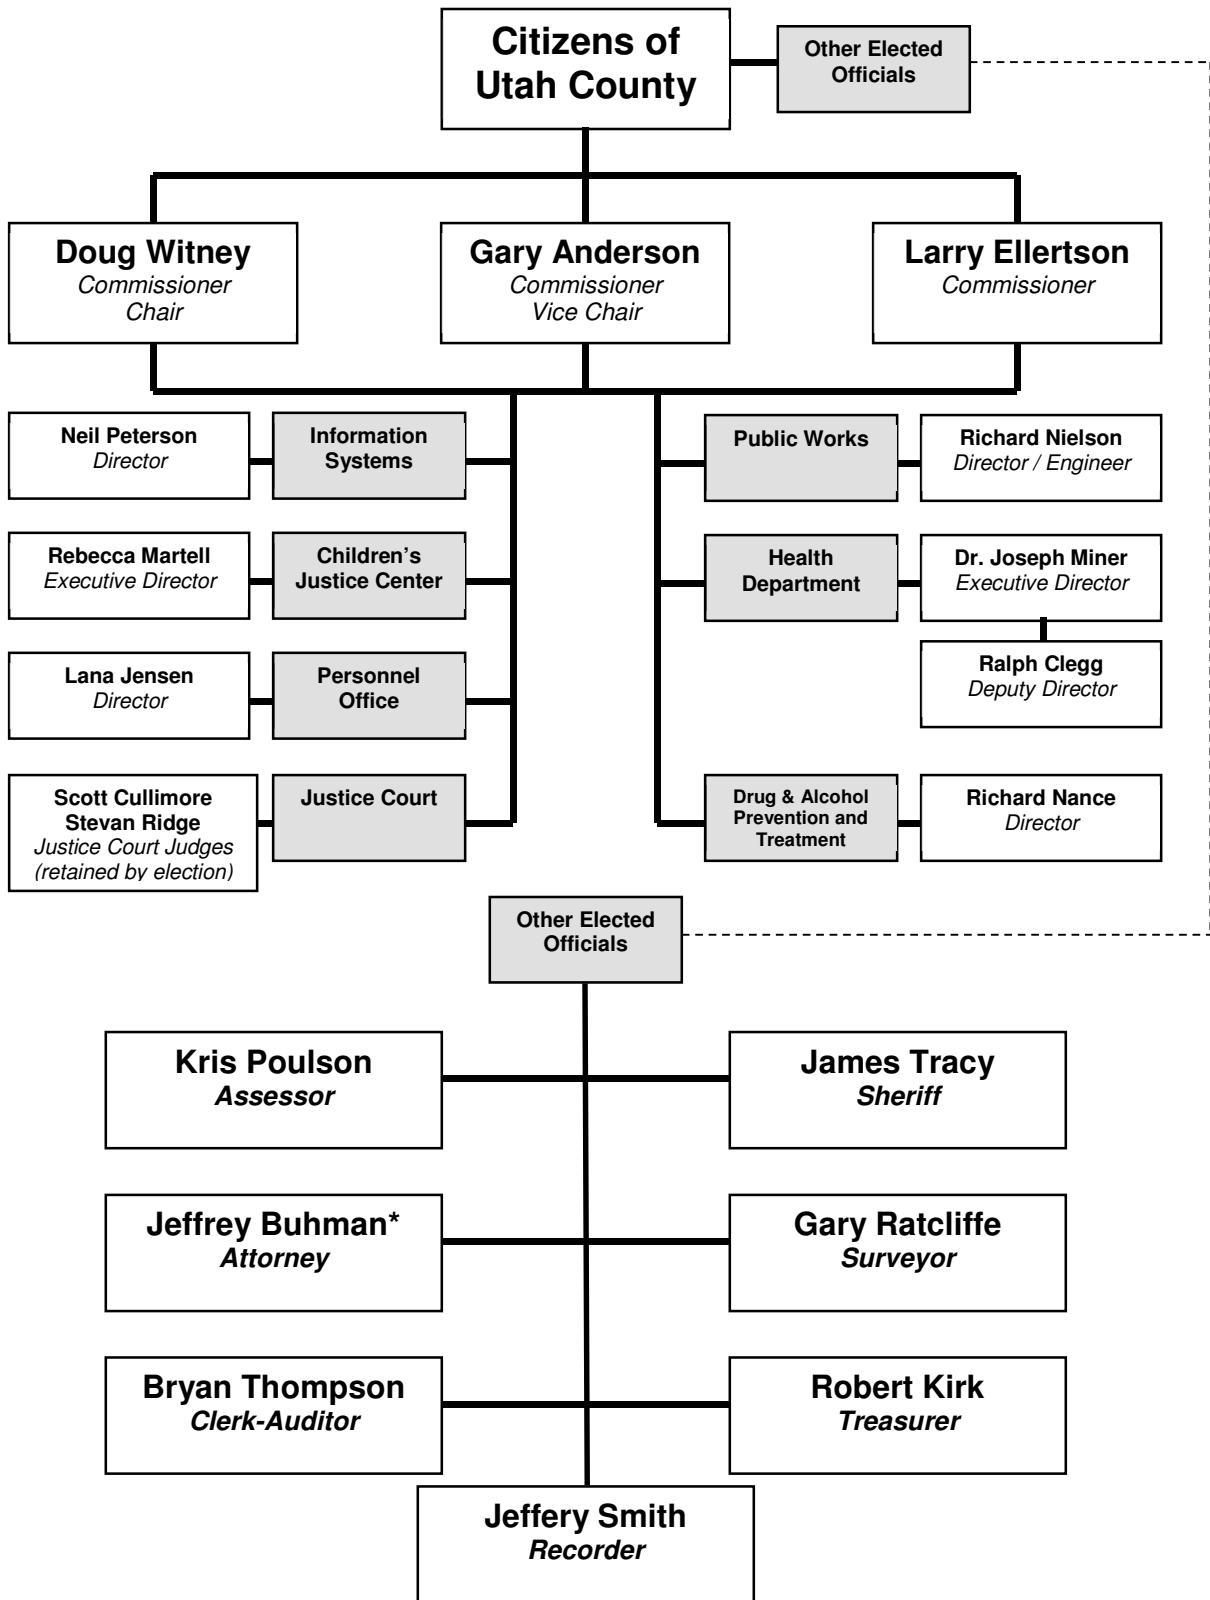 Citizens of
Utah County
Other Elected
Officials
Doug Witney
Commissioner
Chair
Gary Anderson
Commissioner
Vice Chair
Larry Ellertson
Commissioner
Neil Peterson
Director
Information
Systems
Public Works
Richard Nielson
Director / Engineer
Rebecca Martell
Executive Director
Children's
Justice Center
Health
Department
Dr. Joseph Miner
Executive Director
Ralph Clegg
Deputy Director
Lana Jensen
Director
Personnel
Office
Scott Cullimore
Stevan Ridge
Justice Court Judges
(retained by election)
Justice Court
Drug & Alcohol
Prevention and
Treatment
Richard Nance
Director
Other Elected
Officials
Kris Poulson
Assessor
James Tracy
Sheriff
Jeffrey Buhman*
Attorney
Gary Ratcliffe
Surveyor
Bryan Thompson
Clerk-Auditor
Robert Kirk
Treasurer
Jeffery Smith
Recorder